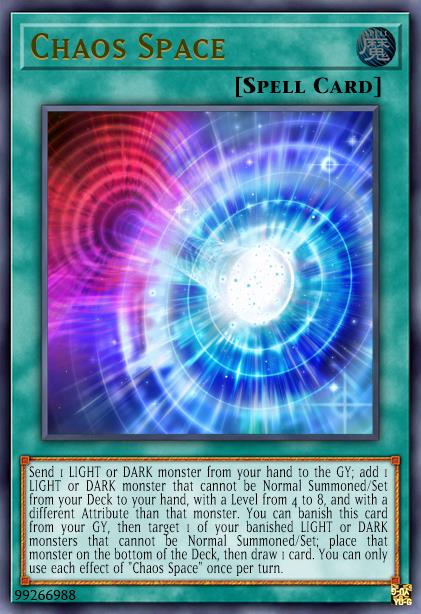 Chaos Space
魔
[Spell Card]
Send 1 LIGHT or DARK monster from your hand to the GY; add 1
LIGHT or DARK monster that cannot be Normal Summoned/Set
from your Deck to your hand, with a Level from 4 to 8, and with a
different Attribute than that monster. You can banish this card
from your GY, then target 1 of your banished LIGHT or DARK
monsters that cannot be Normal Summoned/Set; place that
monster on the bottom of the Deck, then draw 1 card. You can only
use each effect of "Chaos Space" once per turn.
99266988